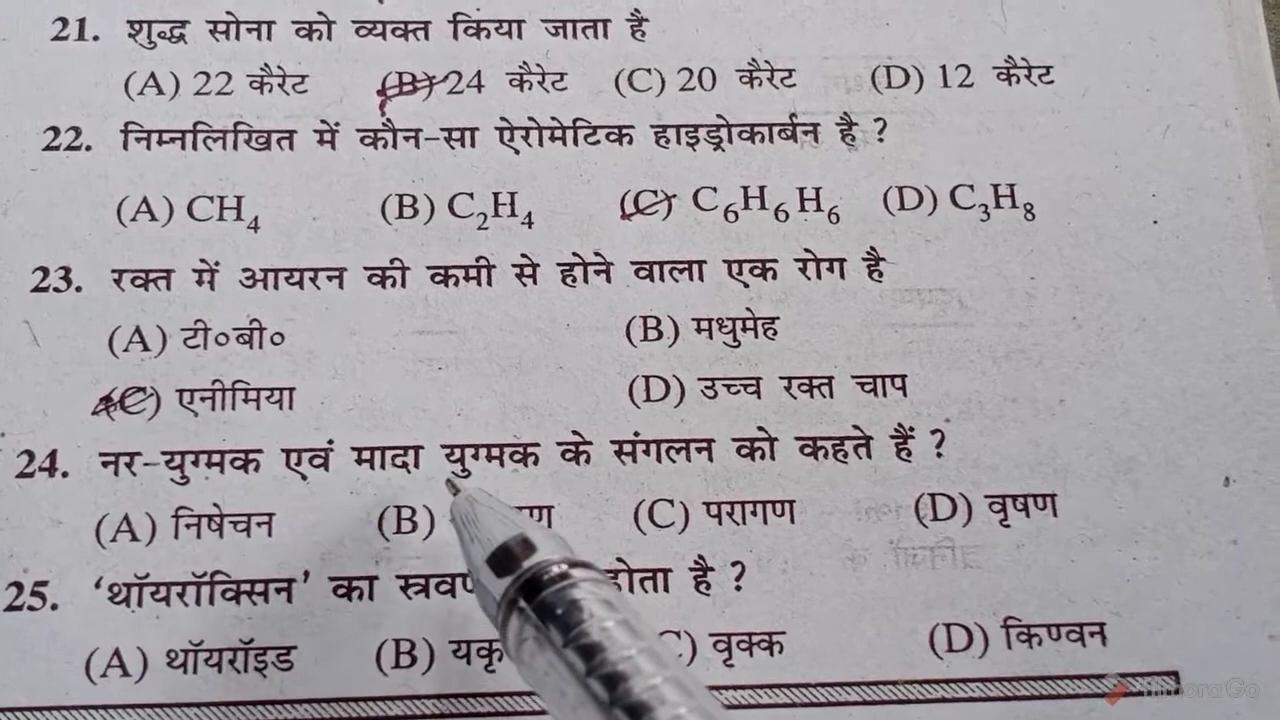 21. शुद्ध सोना को व्यक्त किया जाता है
(A) 22 कैरेट (B) 24 कैरेट (C) 20 कैरेट (D) 12 कैरेट
22. निम्नलिखित में कौन-सा ऐरोमेटिक हाइड्रोकार्बन है ?
(A) CH₄ (B) C₂H₄ (C) C₆H₆H₆ (D) C₃H₈
23. रक्त में आयरन की कमी से होने वाला एक रोग है
(A) टी०बी० (B) मधुमेह
(C) एनीमिया (D) उच्च रक्त चाप
24. नर-युग्मक एवं मादा युग्मक के संगलन को कहते हैं ?
(A) निषेचन (B) (C) परागण (D) वृषण
25. 'थॉयरॉक्सिन' का होता है ?
(A) थॉयरॉइड (B) (C) वृक्क (D) किण्वन
FilmoraGo